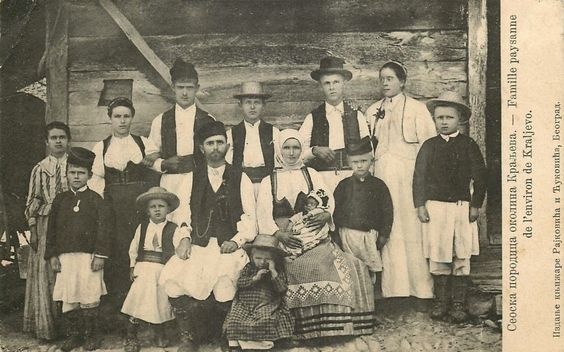 Сеоска породица околина Краљева. — Famille paysanne
de l'environ de Kraljevo.
Издање књижаре Рајковића и Ћуковића, Београд.